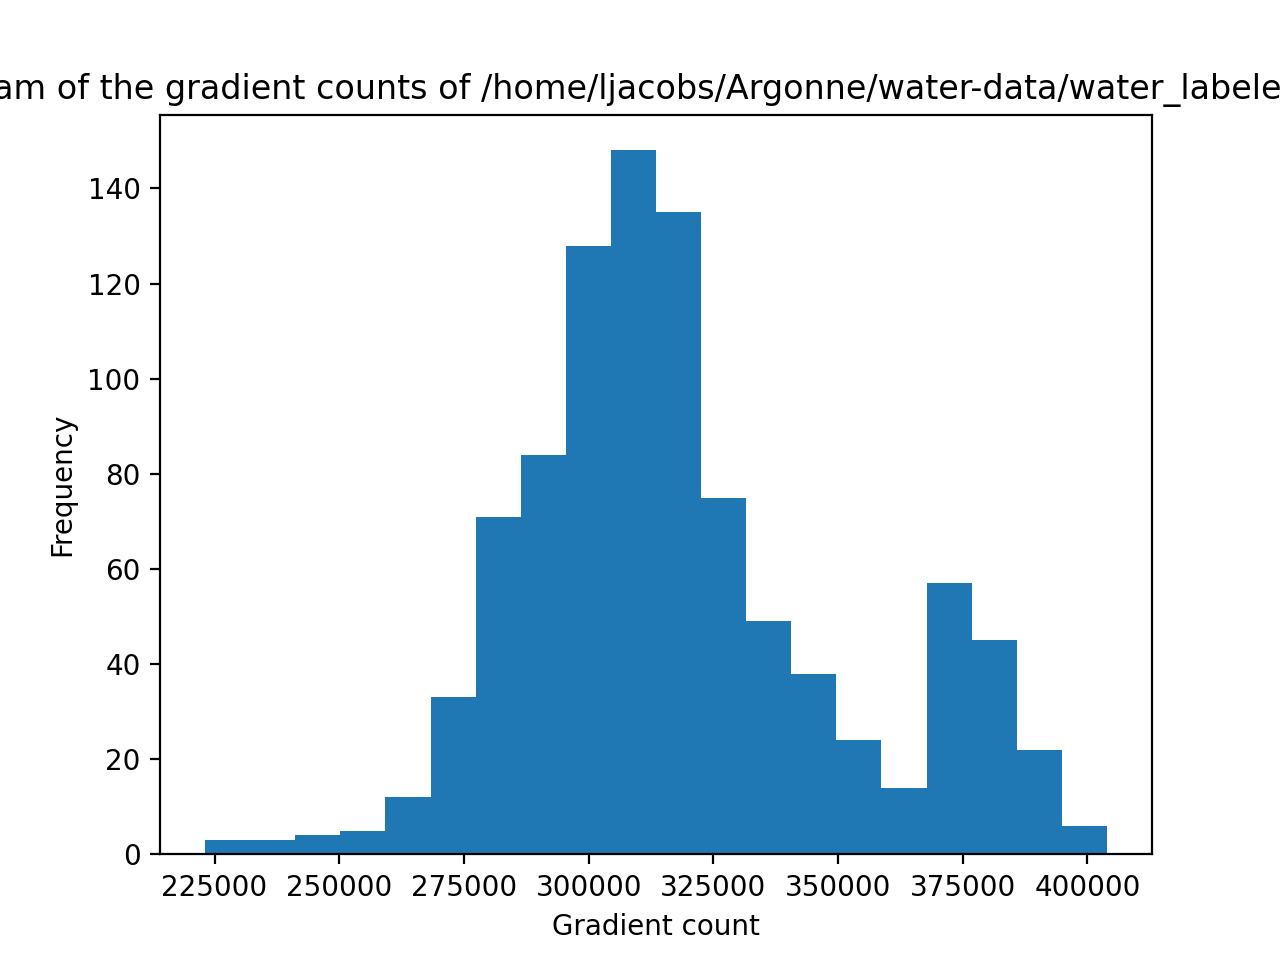 am of the gradient counts of /home/ljacobs/Argonne/water-data/water_labele
140
120
100
80
60
40
20
0
Frequency
225000 250000 275000 300000 325000 350000 375000 400000
Gradient count